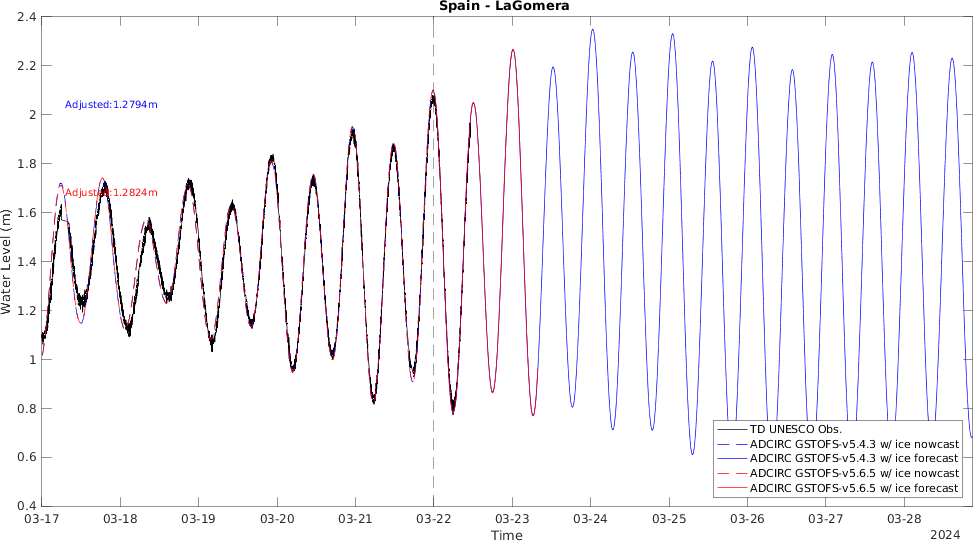 Spain - LaGomera
2.4
2.2
2
1.8
1.6
1.4
1.2
1
0.8
0.6
0.4
Water Level (m)
Adjusted:1.2794m
Adjusted:1.2824m
TD UNESCO Obs.
ADCIRC GSTOFS-v5.4.3 w/ ice nowcast
ADCIRC GSTOFS-v5.4.3 w/ ice forecast
ADCIRC GSTOFS-v5.6.5 w/ ice nowcast
ADCIRC GSTOFS-v5.6.5 w/ ice forecast
03-17 03-18 03-19 03-20 03-21 03-22 03-23 03-24 03-25 03-26 03-27 03-28
Time
2024